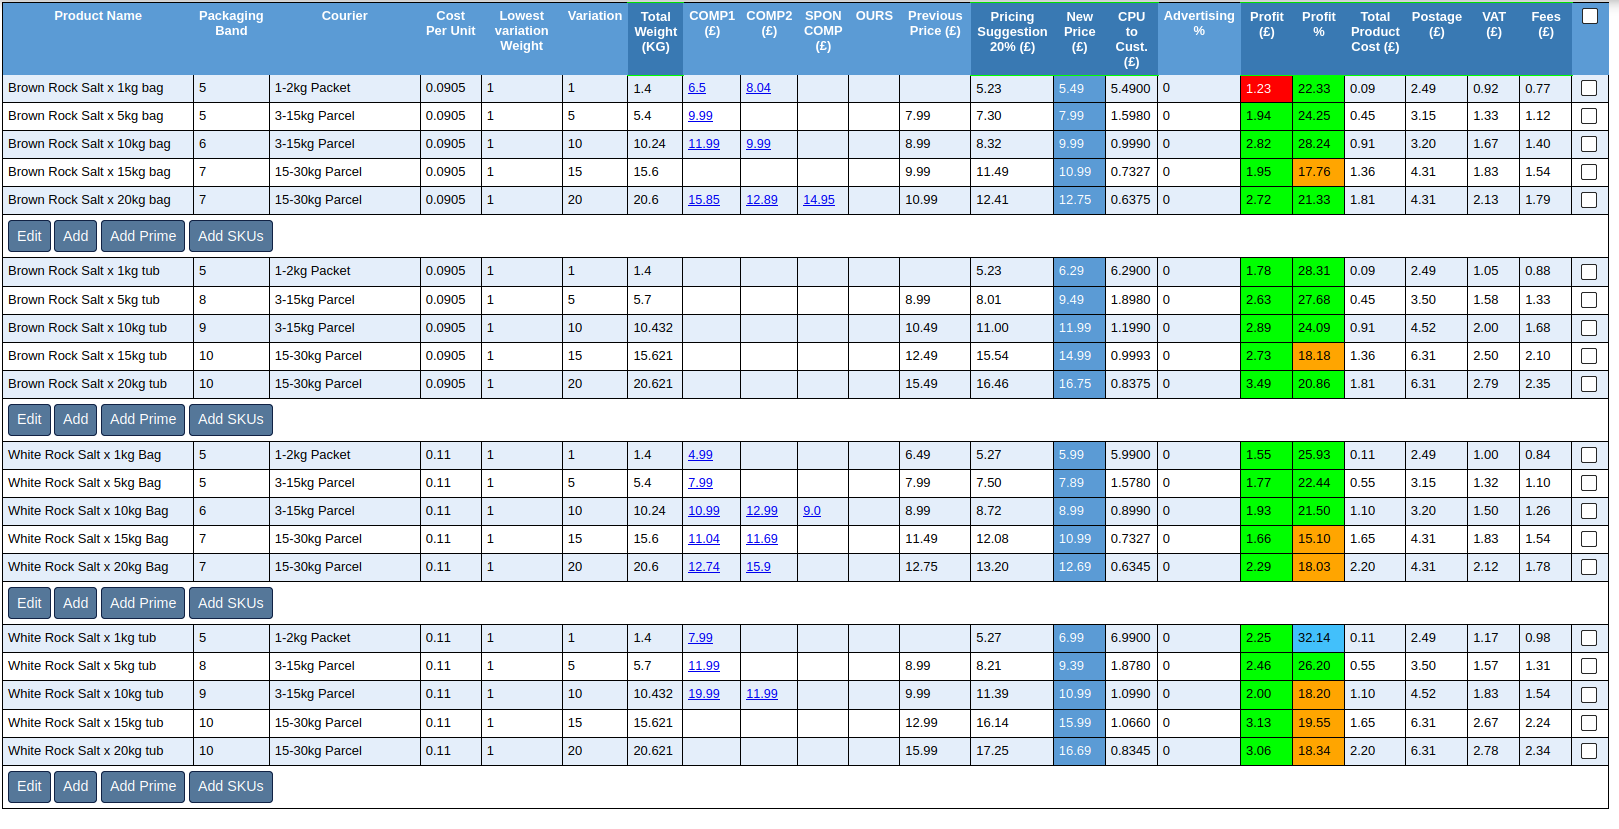 Product Name Packaging Band Courier Cost Per Unit Lowest variation Weight Variation Total Weight (KG) COMP1 (£) COMP2 (£) SPON COMP (£) OURS Previous Price (£) Pricing Suggestion 20% (£) New Price (£) CPU to Cust. (£) Advertising % Profit (£) Profit % Total Product Cost (£) Postage (£) VAT (£) Fees (£)
Brown Rock Salt x 1kg bag 5 1-2kg Packet 0.0905 1 1 1.4 6.5 8.04 5.23 5.49 5.4900 0 1.23 22.33 0.09 2.49 0.92 0.77
Brown Rock Salt x 5kg bag 5 3-15kg Parcel 0.0905 1 5 5.4 9.99 7.99 7.30 7.99 1.5980 0 1.94 24.25 0.45 3.15 1.33 1.12
Brown Rock Salt x 10kg bag 6 3-15kg Parcel 0.0905 1 10 10.24 11.99 9.99 8.99 8.32 9.99 0.9990 0 2.82 28.24 0.91 3.20 1.67 1.40
Brown Rock Salt x 15kg bag 7 15-30kg Parcel 0.0905 1 15 15.6 9.99 11.49 10.99 0.7327 0 1.95 17.76 1.36 4.31 1.83 1.54
Brown Rock Salt x 20kg bag 7 15-30kg Parcel 0.0905 1 20 20.6 15.85 12.89 14.95 10.99 12.41 12.75 0.6375 0 2.72 21.33 1.81 4.31 2.13 1.79
Edit Add Add Prime Add SKUs
Brown Rock Salt x 1kg tub 5 1-2kg Packet 0.0905 1 1 1.4 5.23 6.29 6.2900 0 1.78 28.31 0.09 2.49 1.05 0.88
Brown Rock Salt x 5kg tub 8 3-15kg Parcel 0.0905 1 5 5.7 8.99 8.01 9.49 1.8980 0 2.63 27.68 0.45 3.50 1.58 1.33
Brown Rock Salt x 10kg tub 9 3-15kg Parcel 0.0905 1 10 10.432 10.49 11.00 11.99 1.1990 0 2.89 24.09 0.91 4.52 2.00 1.68
Brown Rock Salt x 15kg tub 10 15-30kg Parcel 0.0905 1 15 15.621 12.49 15.54 14.99 0.9993 0 2.73 18.18 1.36 6.31 2.50 2.10
Brown Rock Salt x 20kg tub 10 15-30kg Parcel 0.0905 1 20 20.621 15.49 16.46 16.75 0.8375 0 3.49 20.86 1.81 6.31 2.79 2.35
Edit Add Add Prime Add SKUs
White Rock Salt x 1kg Bag 5 1-2kg Packet 0.11 1 1 1.4 4.99 6.49 5.27 5.99 5.9900 0 1.55 25.93 0.11 2.49 1.00 0.84
White Rock Salt x 5kg Bag 5 3-15kg Parcel 0.11 1 5 5.4 7.99 7.99 7.50 7.89 1.5780 0 1.77 22.44 0.55 3.15 1.32 1.10
White Rock Salt x 10kg Bag 6 3-15kg Parcel 0.11 1 10 10.24 10.99 12.99 9.0 8.99 8.72 8.99 0.8990 0 1.93 21.50 1.10 3.20 1.50 1.26
White Rock Salt x 15kg Bag 7 15-30kg Parcel 0.11 1 15 15.6 11.04 11.69 11.49 12.08 10.99 0.7327 0 1.66 15.10 1.65 4.31 1.83 1.54
White Rock Salt x 20kg Bag 7 15-30kg Parcel 0.11 1 20 20.6 12.74 15.9 12.75 13.20 12.69 0.6345 0 2.29 18.03 2.20 4.31 2.12 1.78
Edit Add Add Prime Add SKUs
White Rock Salt x 1kg tub 5 1-2kg Packet 0.11 1 1 1.4 7.99 5.27 6.99 6.9900 0 2.25 32.14 0.11 2.49 1.17 0.98
White Rock Salt x 5kg tub 8 3-15kg Parcel 0.11 1 5 5.7 11.99 8.99 8.21 9.39 1.8780 0 2.46 26.20 0.55 3.50 1.57 1.31
White Rock Salt x 10kg tub 9 3-15kg Parcel 0.11 1 10 10.432 19.99 11.99 9.99 11.39 10.99 1.0990 0 2.00 18.20 1.10 4.52 1.83 1.54
White Rock Salt x 15kg tub 10 15-30kg Parcel 0.11 1 15 15.621 12.99 16.14 15.99 1.0660 0 3.13 19.55 1.65 6.31 2.67 2.24
White Rock Salt x 20kg tub 10 15-30kg Parcel 0.11 1 20 20.621 15.99 17.25 16.69 0.8345 0 3.06 18.34 2.20 6.31 2.78 2.34
Edit Add Add Prime Add SKUs